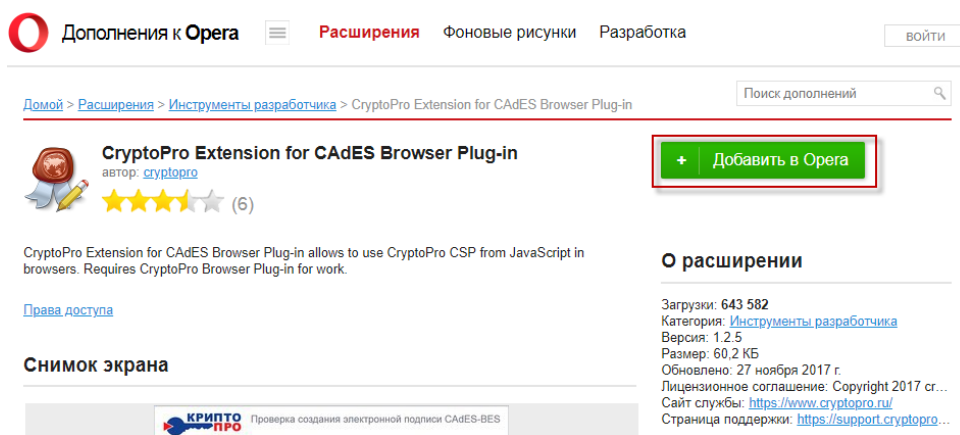 Дополнения к Opera
Расширения Фоновые рисунки Разработка
войти
Домой > Расширения > Инструменты разработчика > CryptoPro Extension for CAdES Browser Plug-in
Поиск дополнений
CryptoPro Extension for CAdES Browser Plug-in
автор: cryptopro
(6)
+ Добавить в Opera
CryptoPro Extension for CAdES Browser Plug-in allows to use CryptoPro CSP from JavaScript in
browsers. Requires CryptoPro Browser Plug-in for work.
Права доступа
О расширении
Загрузки: 643 582
Категория: Инструменты разработчика
Версия: 1.2.5
Размер: 60,2 КБ
Обновлено: 27 ноября 2017 г.
Лицензионное соглашение: Copyright 2017 cr...
Сайт службы: https://www.cryptopro.ru/
Страница поддержки: https://support.cryptopro...
Снимок экрана
КРИПТО
ПРО
Проверка создания электронной подписи CAdES-BES